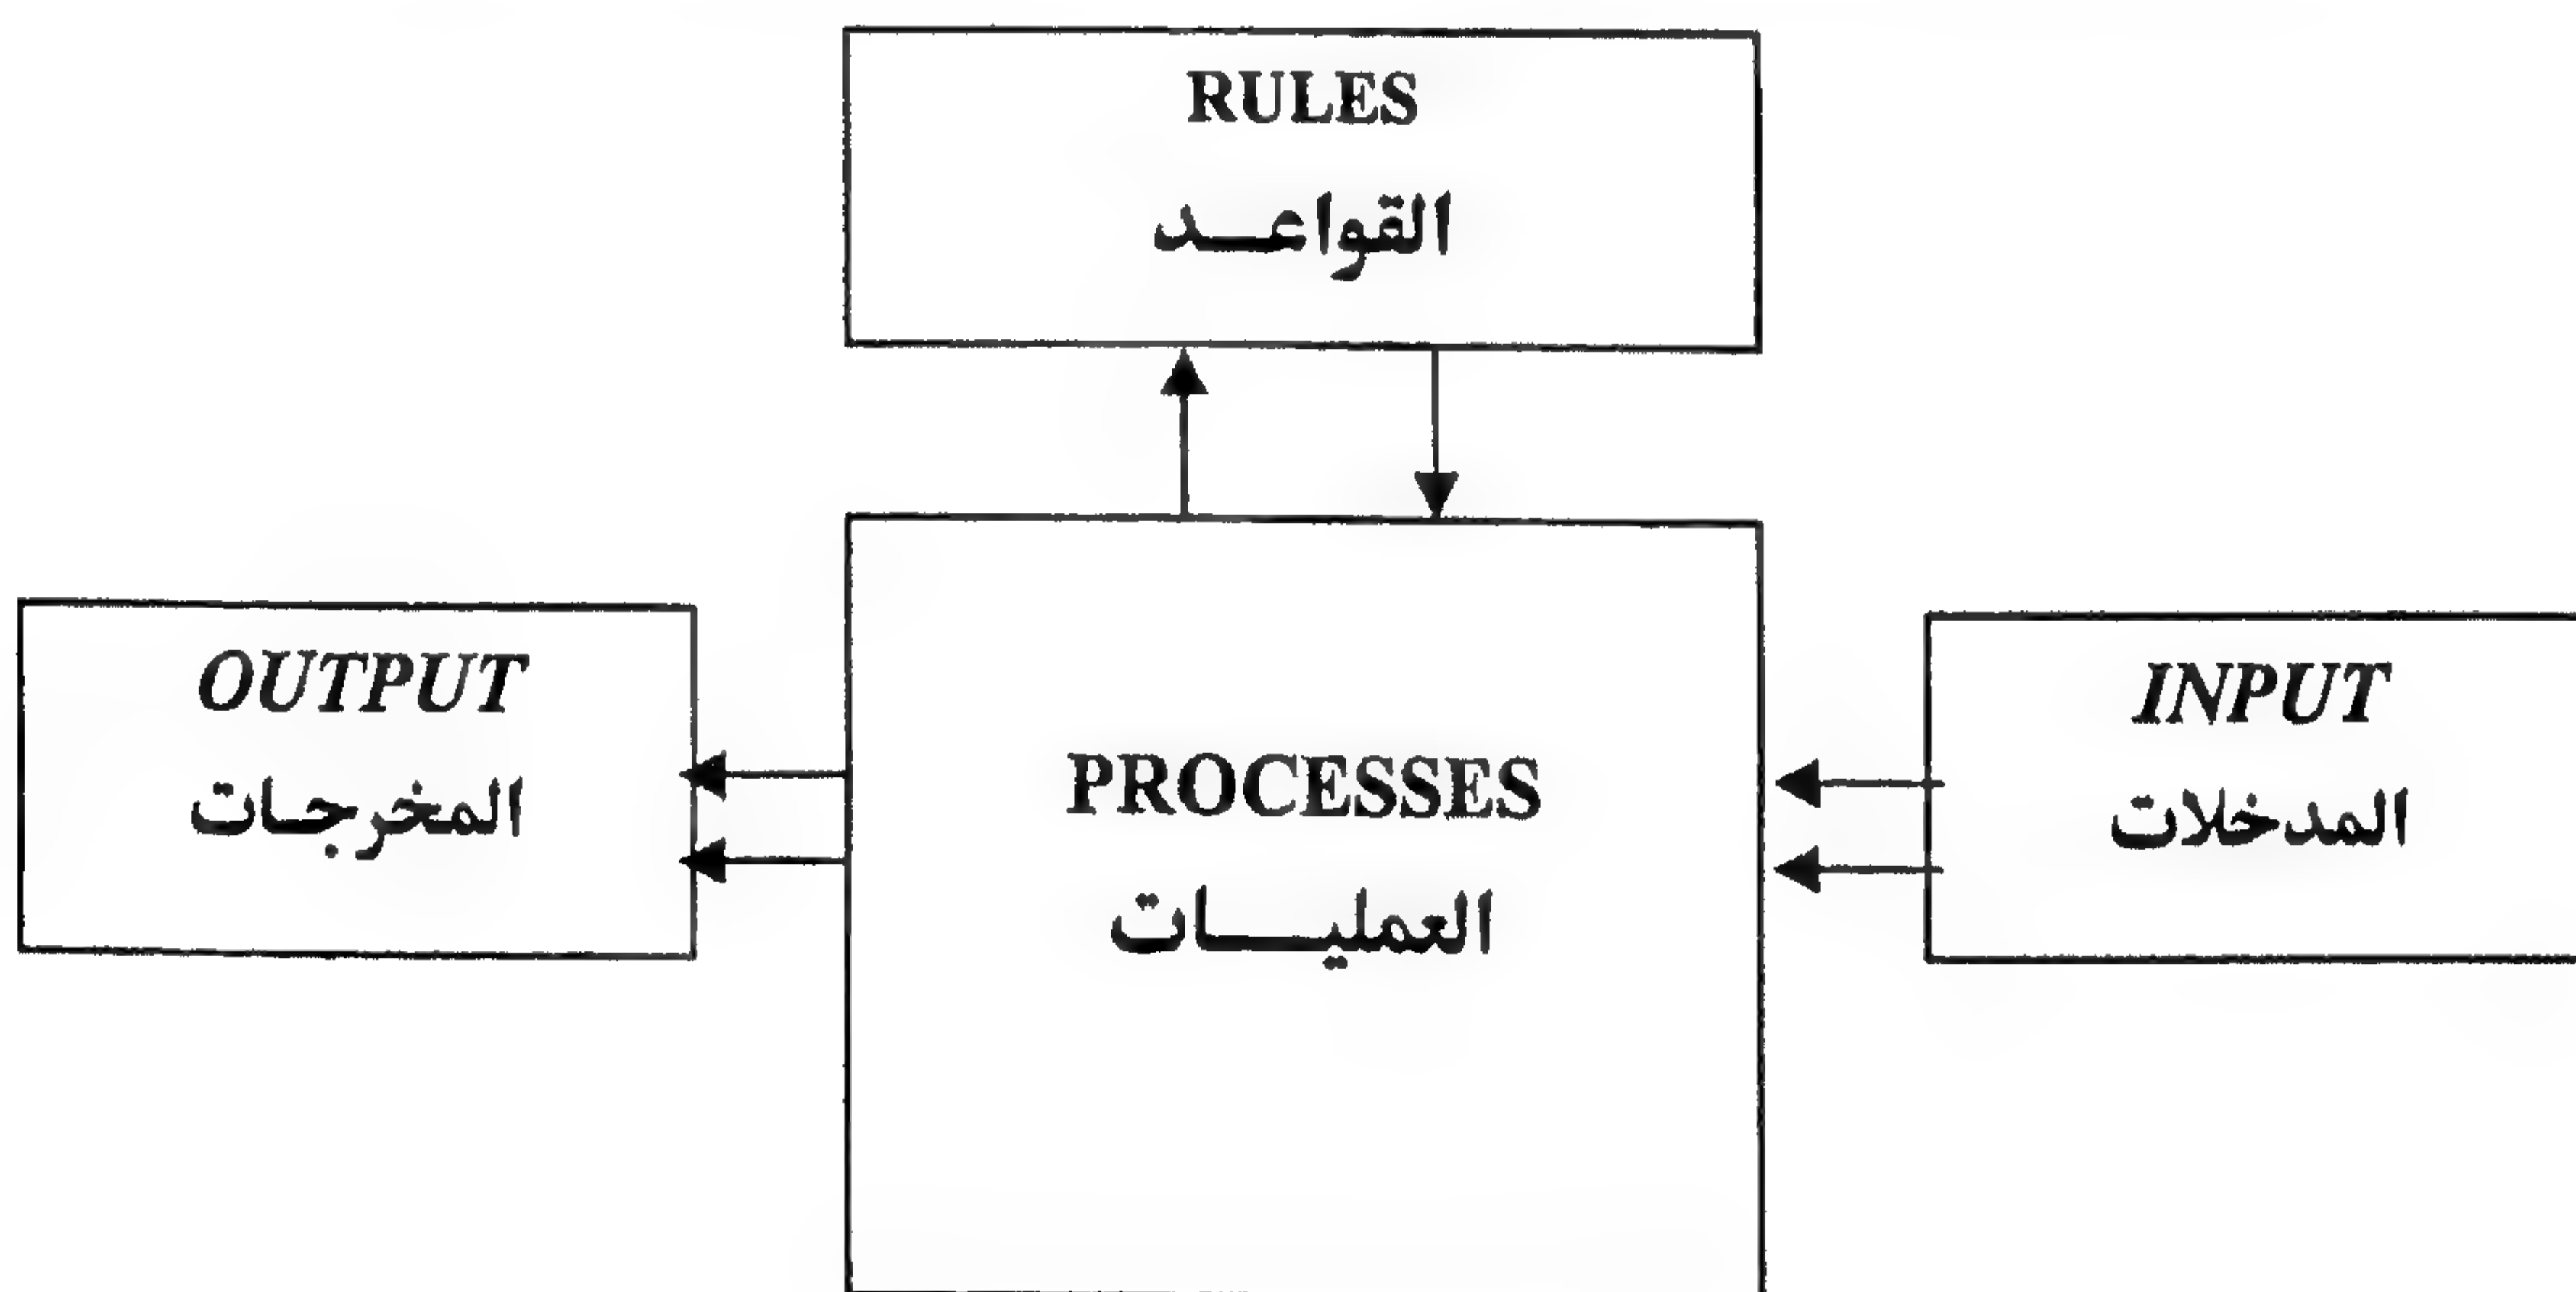 RULES
القواعد
OUTPUT
المخرجات
PROCESSES
العمليات
INPUT
المدخلات